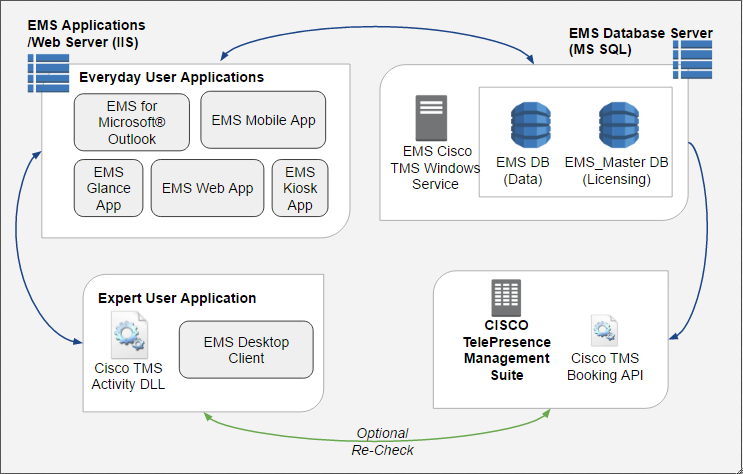 EMS Applications
/Web Server (IIS)
EMS Database Server
(MS SQL)
Everyday User Applications
EMS for
Microsoft®
Outlook
EMS Mobile App
EMS
Glance
App
EMS Web App
EMS
Kiosk
App
EMS Cisco
TMS Windows
Service
EMS DB
(Data)
EMS_Master DB
(Licensing)
Expert User Application
Cisco TMS
Activity DLL
EMS Desktop
Client
CISCO
TelePresence
Management
Suite
Cisco TMS
Booking API
Optional
Re-Check